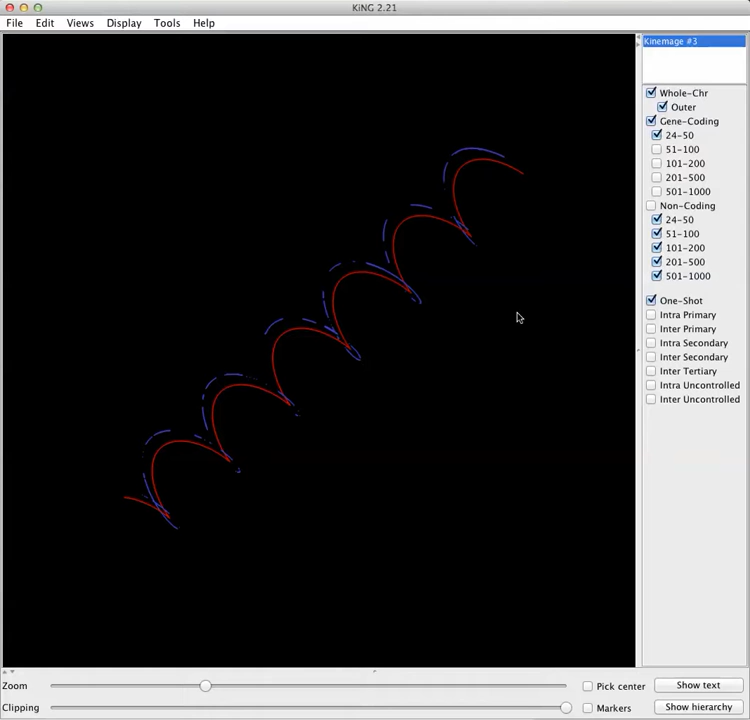 KiNG 2.21
File Edit Views Display Tools Help
Kinemage #3
Whole-Chr
Outer
Gene-Coding
24-50
51-100
101-200
201-500
501-1000
Non-Coding
24-50
51-100
101-200
201-500
501-1000
One-Shot
Intra Primary
Inter Primary
Intra Secondary
Inter Secondary
Inter Tertiary
Intra Uncontrolled
Inter Uncontrolled
Zoom Pick center Show text
Clipping Markers Show hierarchy